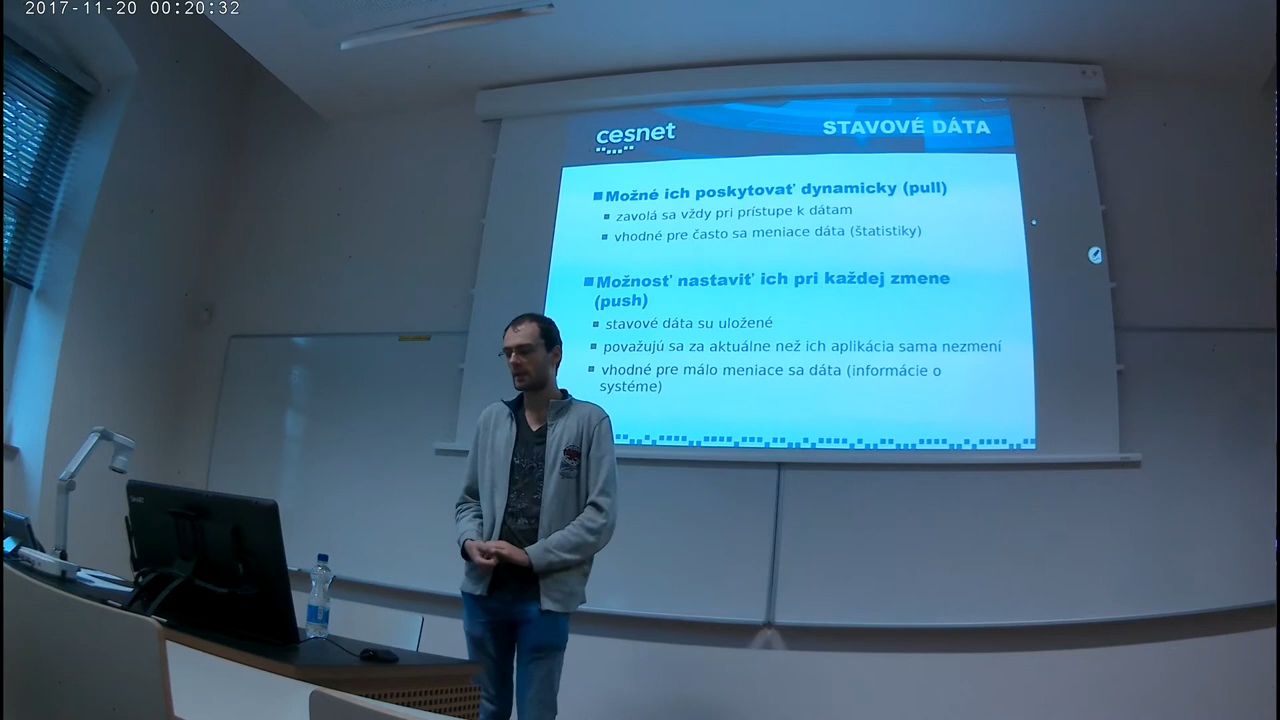 2017-11-20 00:20:32
cesnet
STAVOVÉ DÁTA
Možné ich poskytovať dynamicky (pull)
zavolá sa vždy pri prístupe k dátam
vhodné pre často sa meniace dáta (štatistiky)
Možnosť nastaviť ich pri každej zmene
(push)
stavové dáta su uložené
považujú sa za aktuálne než ich aplikácia sama nezmení
vhodné pre málo meniace sa dáta (informácie o
systéme)